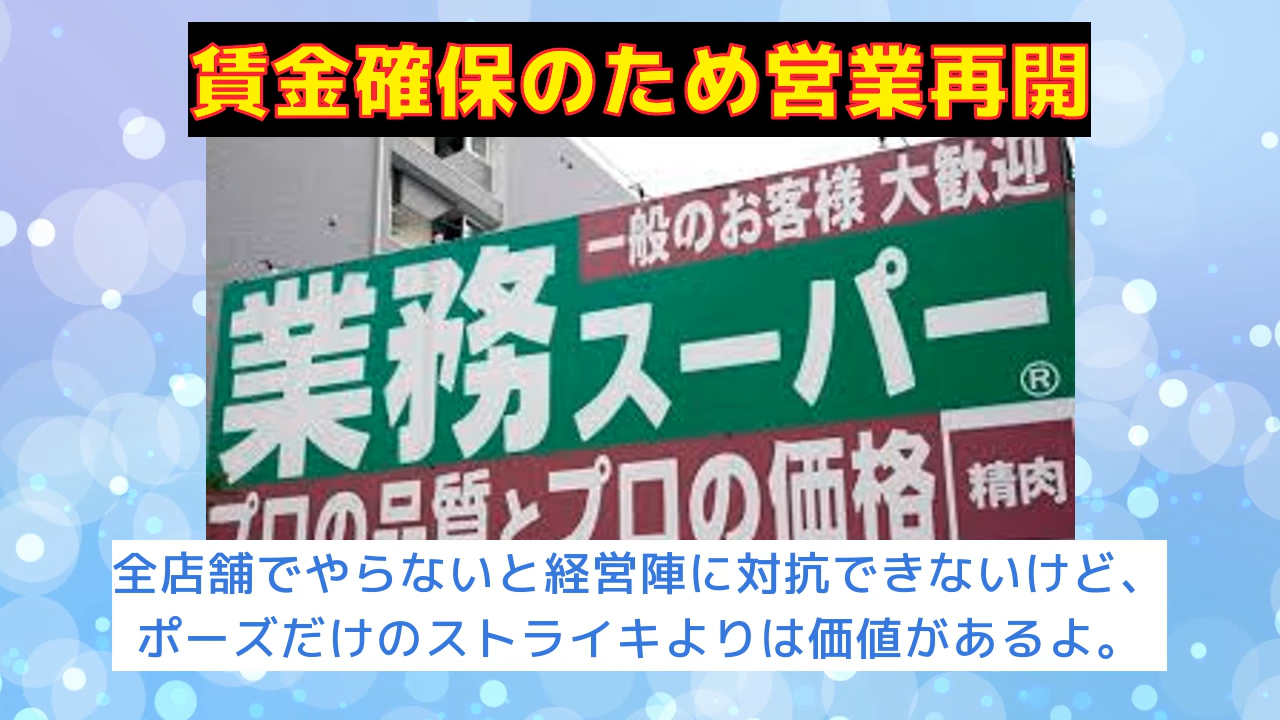 賃金確保のため営業再開
一般のお客様 大歓迎
業務スーパー®
プロの品質とプロの価格
精肉
全店舗でやらないと経営陣に対抗できないけど、
ポーズだけのストライキよりは価値があるよ。